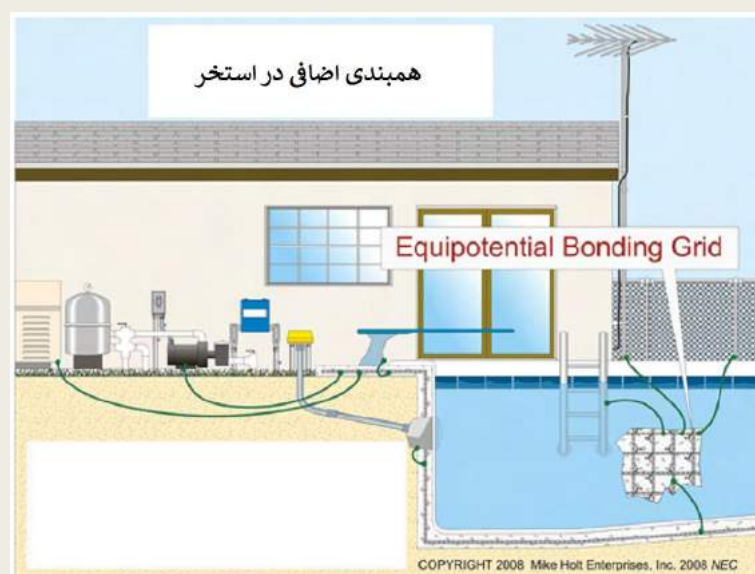 همبندی اضافی در استخر
Equipotential Bonding Grid
COPYRIGHT 2008 Mike Holt Enterprises, Inc. 2008 NEC